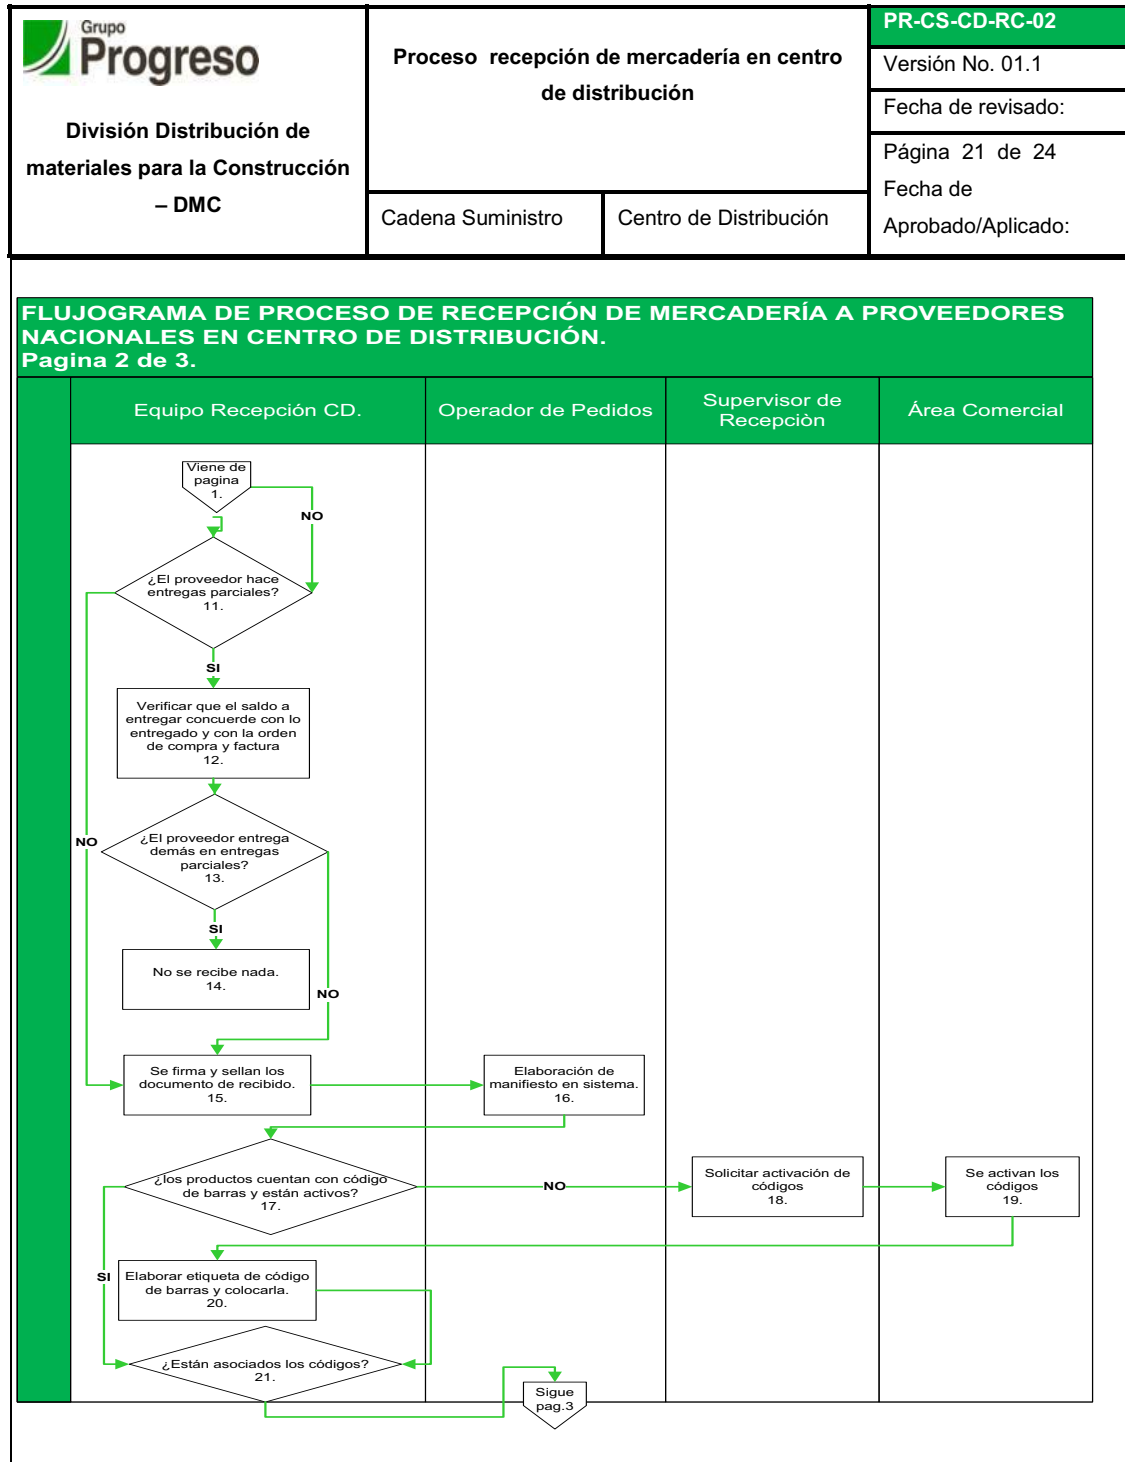 Grupo
Progreso
División Distribución de
materiales para la Construcción
– DMC
Proceso recepción de mercadería en centro
de distribución
Cadena Suministro
Centro de Distribución
PR-CS-CD-RC-02
Versión No. 01.1
Fecha de revisado:
Página 21 de 24
Fecha de
Aprobado/Aplicado:
FLUJOGRAMA DE PROCESO DE RECEPCIÓN DE MERCADERÍA A PROVEEDORES
NACIONALES EN CENTRO DE DISTRIBUCIÓN.
Pagina 2 de 3.
Equipo Recepción CD.
Operador de Pedidos
Supervisor de
Recepciòn
Área Comercial
Viene de
pagina
1.
NO
¿El proveedor hace
entregas parciales?
11.
SI
Verificar que el saldo a
entregar concuerde con lo
entregado y con la orden
de compra y factura
12.
NO
¿El proveedor entrega
demás en entregas
parciales?
13.
SI
No se recibe nada.
14.
NO
Se firma y sellan los
documento de recibido.
15.
Elaboración de
manifiesto en sistema.
16.
¿los productos cuentan con código
de barras y están activos?
17.
NO
Solicitar activación de
códigos
18.
Se activan los
códigos
19.
SI
Elaborar etiqueta de código
de barras y colocarla.
20.
¿Están asociados los códigos?
21.
Sigue
pag.3